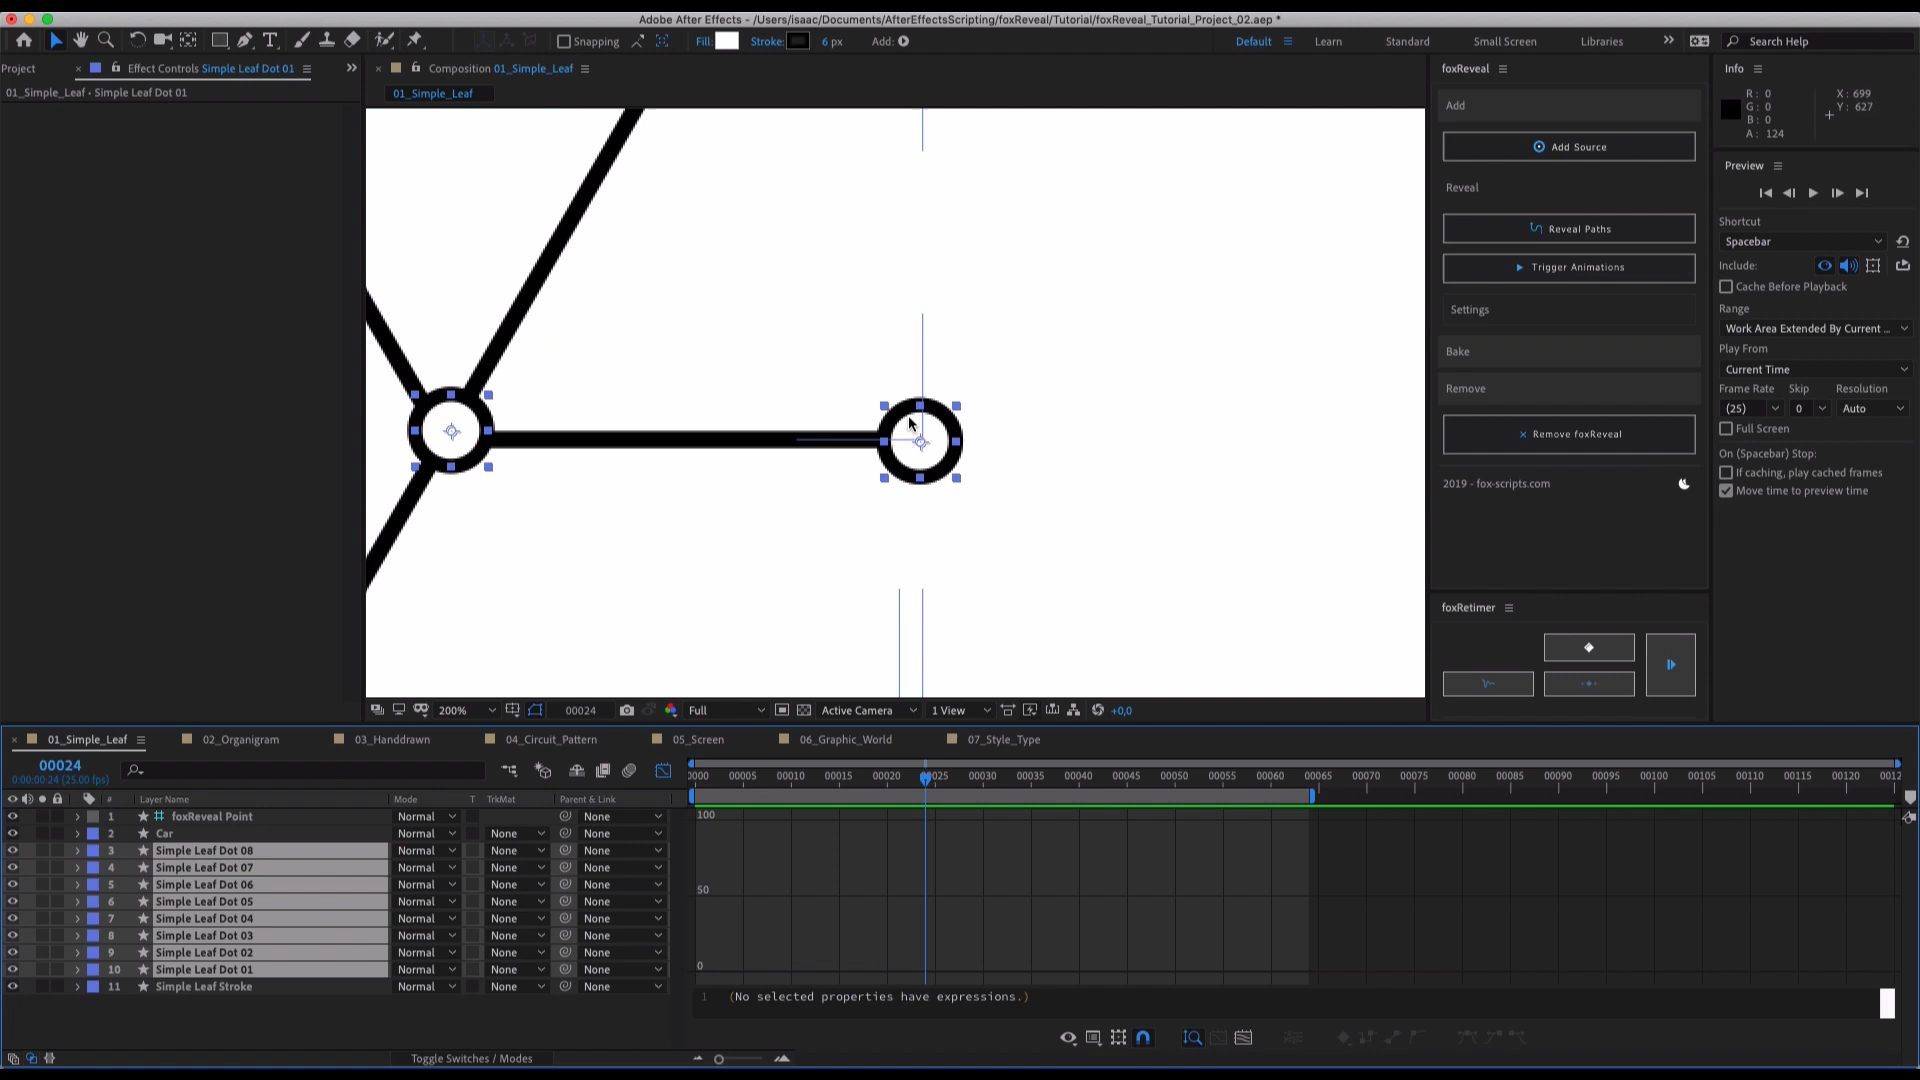 Adobe After Effects - /Users/isaac/Documents/AfterEffectsScripting/foxReveal/Tutorial/foxReveal_Tutorial_Project_02.aep *
Snapping Fill: Stroke: 6 px Add: Default Learn Standard Small Screen Libraries Search Help
Project Effect Controls Simple Leaf Dot 01 Composition 01_Simple_Leaf foxReveal Info
01_Simple_Leaf • Simple Leaf Dot 01 01_Simple_Leaf
R: 0 X: 699
G: 0 Y: 627
B: 0
A: 124
Add
Add Source
Reveal
Reveal Paths
Trigger Animations
Settings
Bake
Remove
Remove foxReveal
2019 - fox-scripts.com
foxRetimer
Preview
Shortcut
Spacebar
Include:
Cache Before Playback
Range
Work Area Extended By Current ...
Play From
Current Time
Frame Rate Skip Resolution
(25) 0 Auto
Full Screen
On (Spacebar) Stop:
If caching, play cached frames
Move time to preview time
200% 00024 Full Active Camera 1 View +0,0
01_Simple_Leaf 02_Organigram 03_Handdrawn 04_Circuit_Pattern 05_Screen 06_Graphic_World 07_Style_Type
00024
0:00:00:24 (25.00 fps)
0000 00005 00010 00015 00020 00025 00030 00035 00040 00045 00050 00055 00060 00065 00070 00075 00080 00085 00090 00095 00100 00105 00110 00115 00120 0012
# Layer Name Mode T TrkMat Parent & Link
1 foxReveal Point Normal None
2 Car Normal None None
3 Simple Leaf Dot 08 Normal None None
4 Simple Leaf Dot 07 Normal None None
5 Simple Leaf Dot 06 Normal None None
6 Simple Leaf Dot 05 Normal None None
7 Simple Leaf Dot 04 Normal None None
8 Simple Leaf Dot 03 Normal None None
9 Simple Leaf Dot 02 Normal None None
10 Simple Leaf Dot 01 Normal None None
11 Simple Leaf Stroke Normal None None
100
50
0
1 (No selected properties have expressions.)
Toggle Switches / Modes